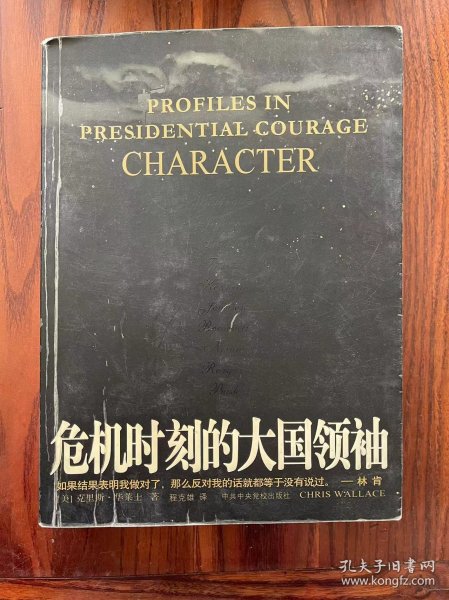 PROFILES IN
PRESIDENTIAL COURAGE
CHARACTER
危机时刻的大国领袖
如果结果表明我做对了，那么反对我的话就都等于没有说过。 — 林肯
[美] 克里斯·华莱士 著 程克雄 译 中共中央党校出版社 CHRIS WALLACE
孔夫子旧书网
www.kongfz.com